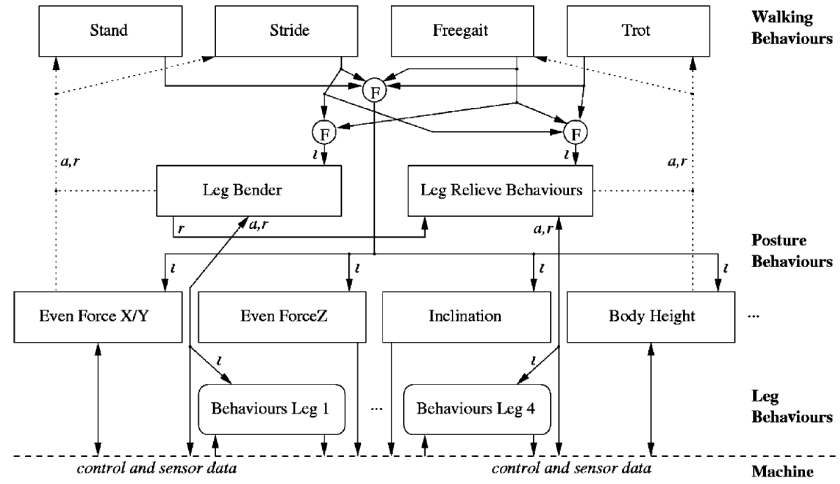 Stand
Stride
Freegait
Trot
Walking
Behaviours
F
F
F
ι
ι
a,r
a,r
Leg Bender
Leg Relieve Behaviours
r
a,r
a,r
Posture
Behaviours
ι
ι
ι
ι
Even Force X/Y
Even ForceZ
Inclination
Body Height
...
ι
ι
Behaviours Leg 1
...
Behaviours Leg 4
Leg
Behaviours
control and sensor data
control and sensor data
Machine